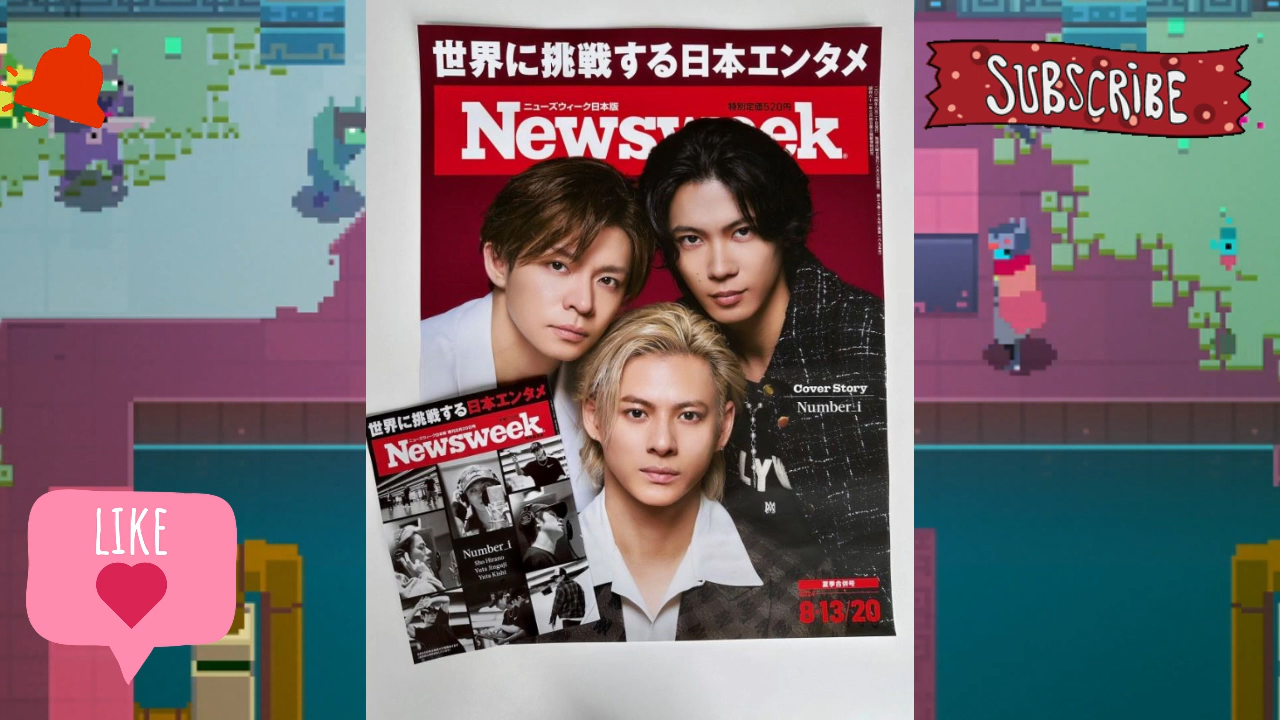 世界に挑戦する日本エンタメ
ニューズウィーク日本版
特別定価520円
Newsweek
SUBSCRIBE
Cover Story
Number_i
世界に挑戦する日本エンタメ
Newsweek
Number_i
Sho Hirano
Yuta Jinguji
Yuta Kishi
夏季合併号
8·13/20
LIKE